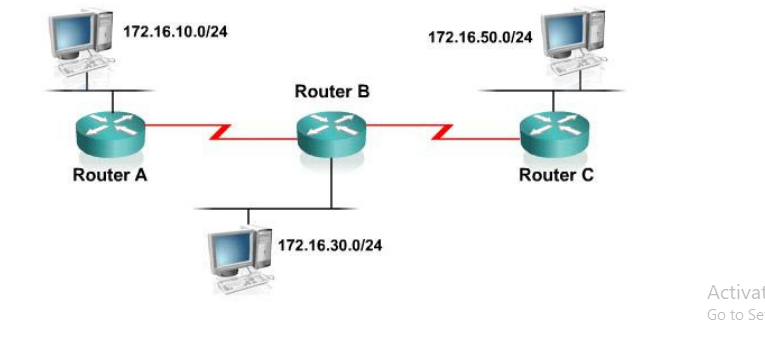 172.16.10.0/24
172.16.50.0/24
Router B
Router A
Router C
172.16.30.0/24
Activat
Go to Se